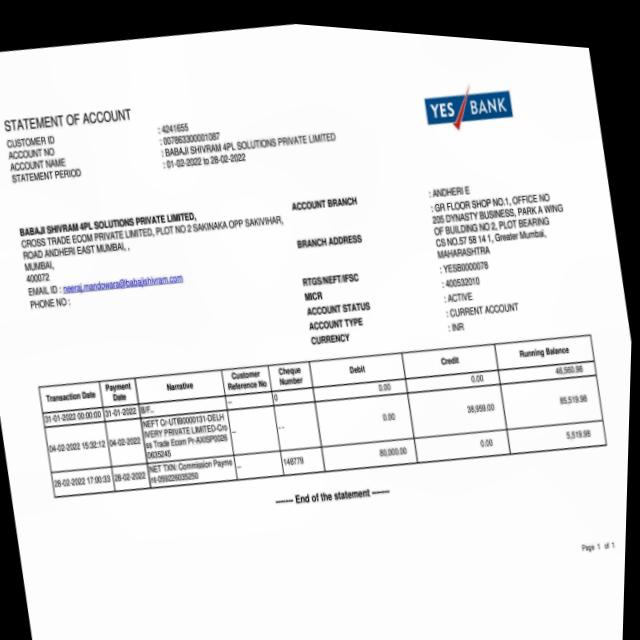 YES BANK
STATEMENT OF ACCOUNT
CUSTOMER ID : 4241655
ACCOUNT NO : 007863300001087
ACCOUNT NAME : BABAJI SHIVRAM 4PL SOLUTIONS PRIVATE LIMITED
STATEMENT PERIOD : 01-02-2022 to 28-02-2022
BABAJI SHIVRAM 4PL SOLUTIONS PRIVATE LIMITED,
CROSS TRADE ECOM PRIVATE LIMITED, PLOT NO 2 SAKINAKA OPP SAKIVIHAR,
ROAD ANDHERI EAST MUMBAI, ,
MUMBAI,
400072
EMAIL ID : neeraj.mandowara@babajishivram.com
PHONE NO :
ACCOUNT BRANCH : ANDHERI E
BRANCH ADDRESS : GR FLOOR SHOP NO.1, OFFICE NO
205 DYNASTY BUSINESS, PARK A WING
OF BUILDING NO 2, PLOT BEARING
CS NO.57 58 14 1, Greater Mumbai,
MAHARASHTRA
RTGS/NEFT/IFSC : YESB0000078
MICR : 400532010
ACCOUNT STATUS : ACTIVE
ACCOUNT TYPE : CURRENT ACCOUNT
CURRENCY : INR
Transaction Date Payment Date Narrative Customer Reference No Cheque Number Debit Credit Running Balance
31-01-2022 00:00:00 31-01-2022 B/F... ... 0 0.00 0.00 46,560.98
04-02-2022 15:32:12 04-02-2022 NEFT Cr-UTIB0000131-DELH
IVERY PRIVATE LIMITED-Cro
ss Trade Ecom Pr-AXISP0026
0635245 ... - - 0.00 38,959.00 85,519.98
28-02-2022 17:00:33 28-02-2022 NET TXN: Commission Payme
nt-059226035250 ... 148779 80,000.00 0.00 5,519.98
------ End of the statement ------
Page 1 of 1